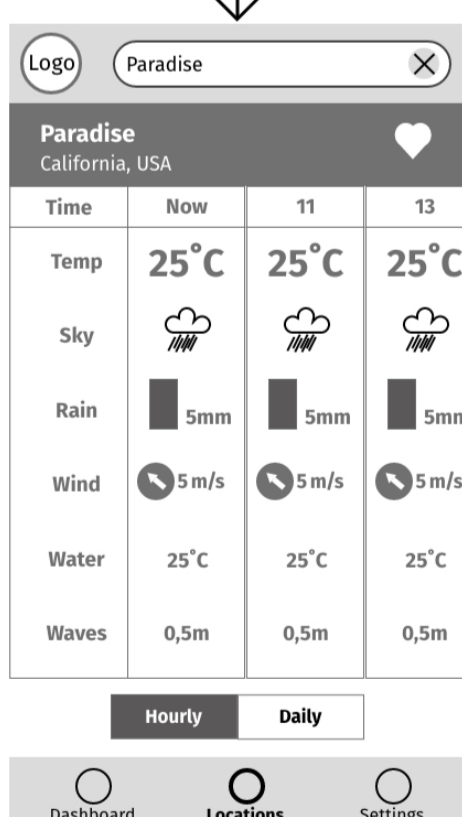 Logo
Paradise
Paradise
California, USA
Time Now 11 13
Temp 25°C 25°C 25°C
Sky
Rain 5mm 5mm 5mm
Wind 5 m/s 5 m/s 5 m/s
Water 25°C 25°C 25°C
Waves 0,5m 0,5m 0,5m
Hourly Daily
Dashboard Locations Settings